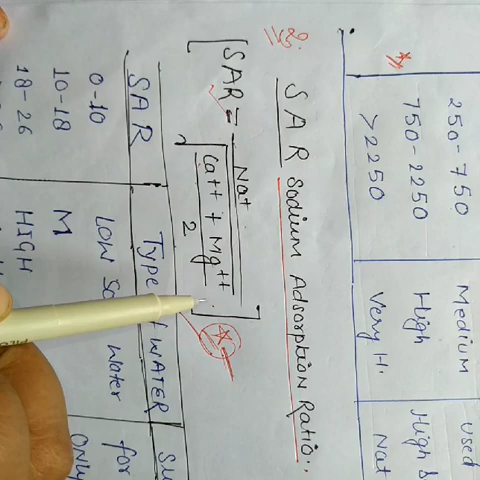 250-750 Medium Used
750-2250 High High &
>2250 Very H. Nat
SAR Sodium Adsorption Ratio..
SAR = Na+
√ Ca++ + Mg++
2
SAR Type WATER
0-10 LOW Water for
10-18 M ONLY
18-26 HIGH